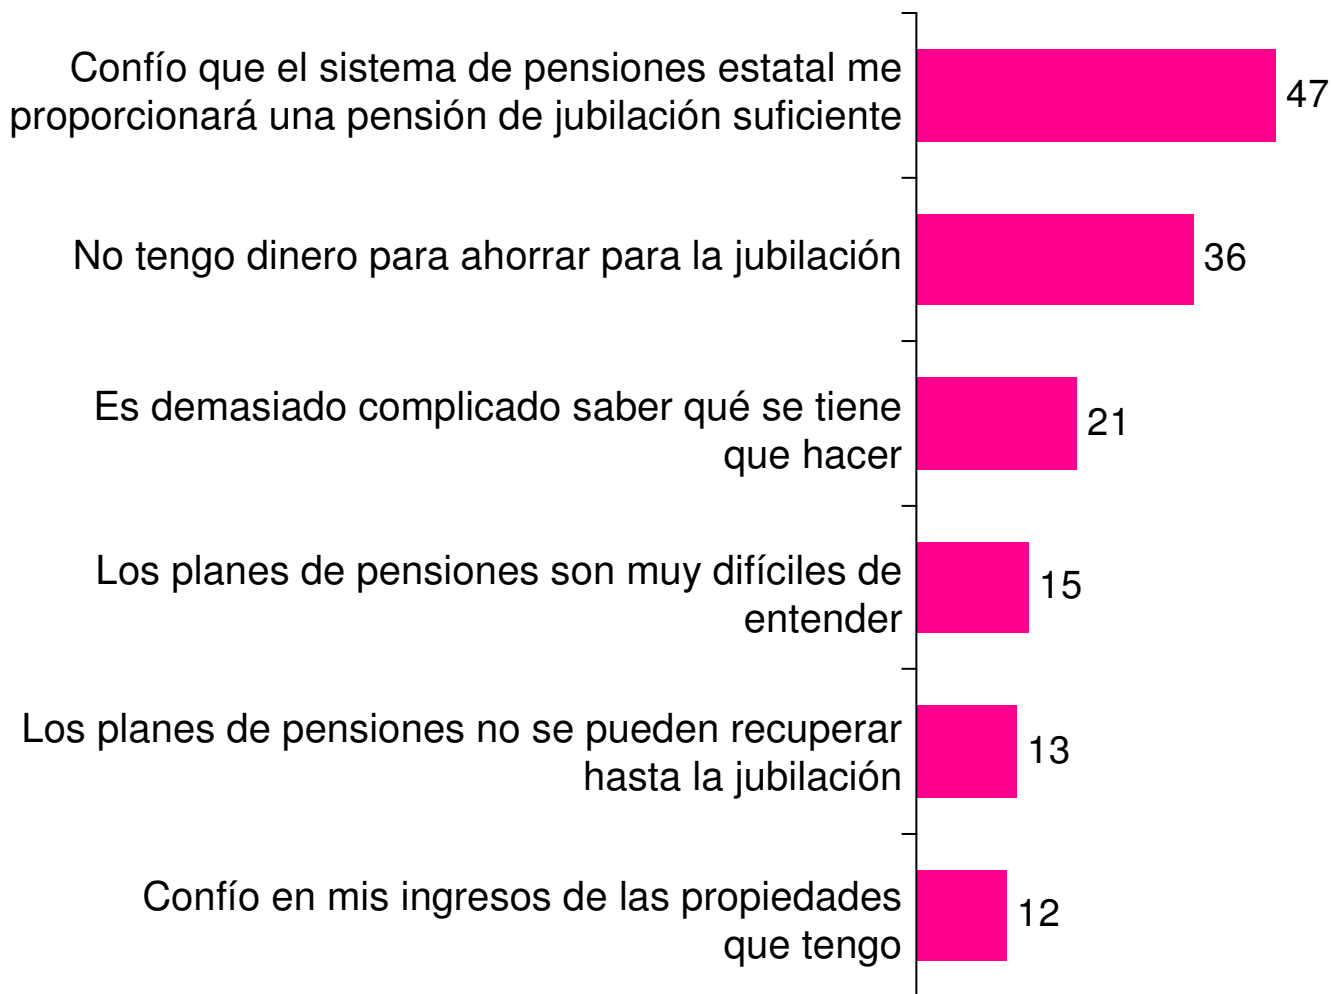 Confío que el sistema de pensiones estatal me
proporcionará una pensión de jubilación suficiente
47
No tengo dinero para ahorrar para la jubilación
36
Es demasiado complicado saber qué se tiene
que hacer
21
Los planes de pensiones son muy difíciles de
entender
15
Los planes de pensiones no se pueden recuperar
hasta la jubilación
13
Confío en mis ingresos de las propiedades
que tengo
12